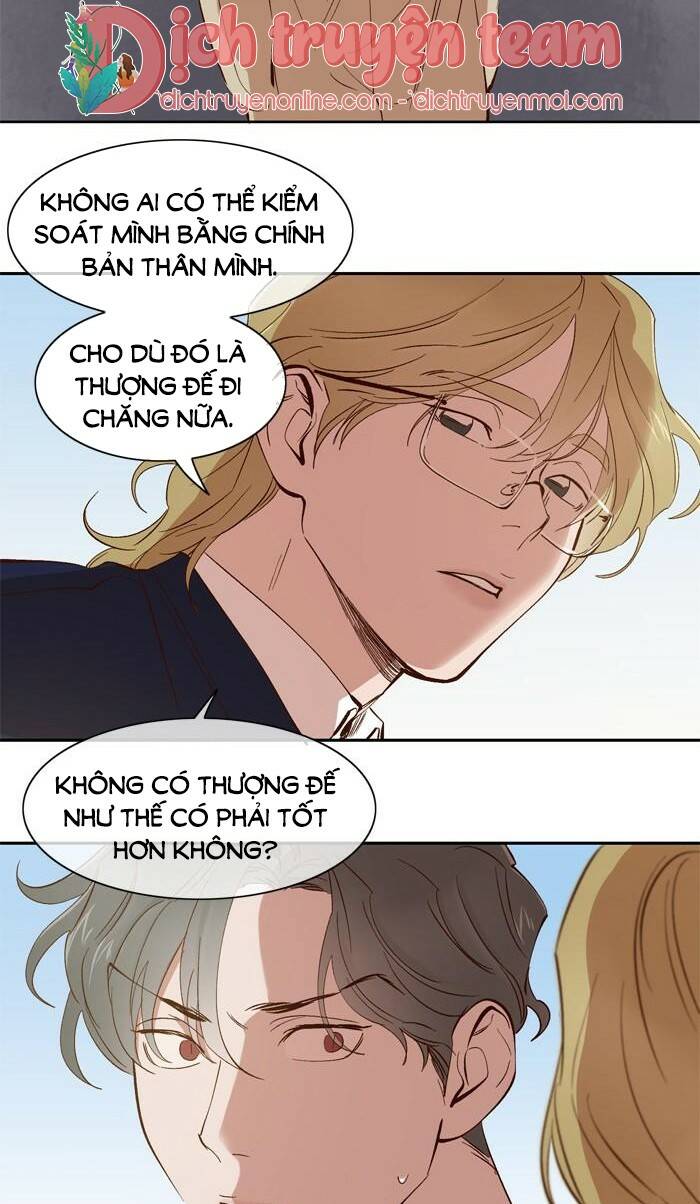 Dịch truyện team
dichtruyenonline.com - dichtruyenmoi.com
KHÔNG AI CÓ THỂ KIỂM
SOÁT MÌNH BẰNG CHÍNH
BẢN THÂN MÌNH.
CHO DÙ ĐÓ LÀ
THƯỢNG ĐẾ ĐI
CHĂNG NỮA.
KHÔNG CÓ THƯỢNG ĐẾ
NHƯ THẾ CÓ PHẢI TỐT
HƠN KHÔNG?